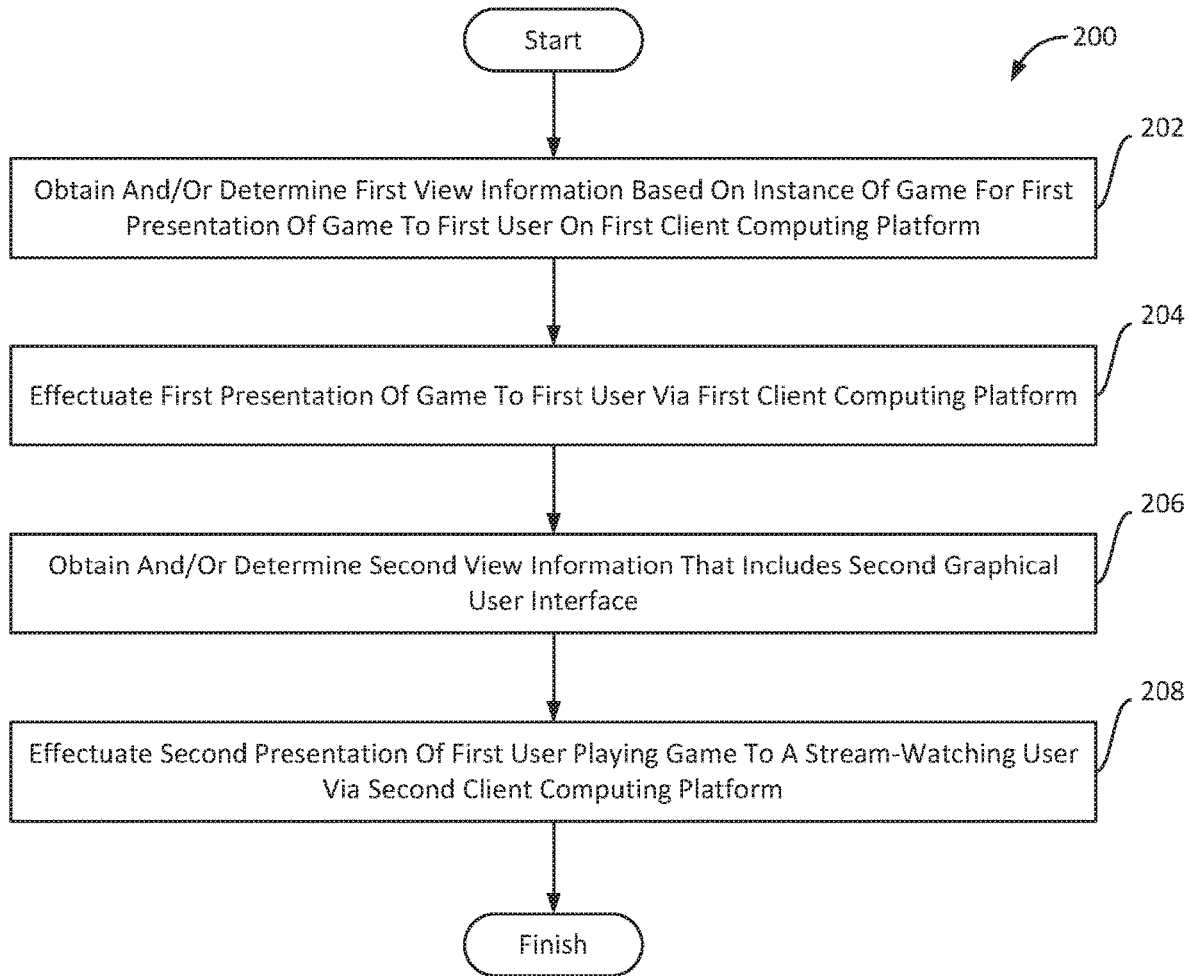 Start
200
202
Obtain And/Or Determine First View Information Based On Instance Of Game For First
Presentation Of Game To First User On First Client Computing Platform
204
Effectuate First Presentation Of Game To First User Via First Client Computing Platform
206
Obtain And/Or Determine Second View Information That Includes Second Graphical
User Interface
208
Effectuate Second Presentation Of First User Playing Game To A Stream-Watching User
Via Second Client Computing Platform
Finish